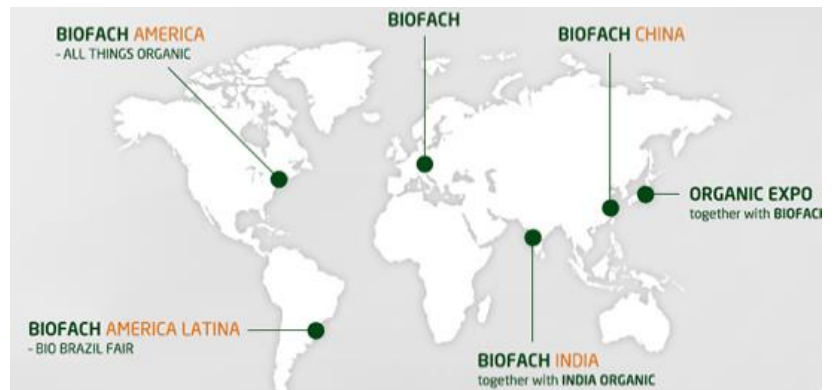 BIOFACH AMERICA
- ALL THINGS ORGANIC
BIOFACH
BIOFACH CHINA
ORGANIC EXPO
together with BIOFACH
BIOFACH AMERICA LATINA
- BIO BRAZIL FAIR
BIOFACH INDIA
together with INDIA ORGANIC